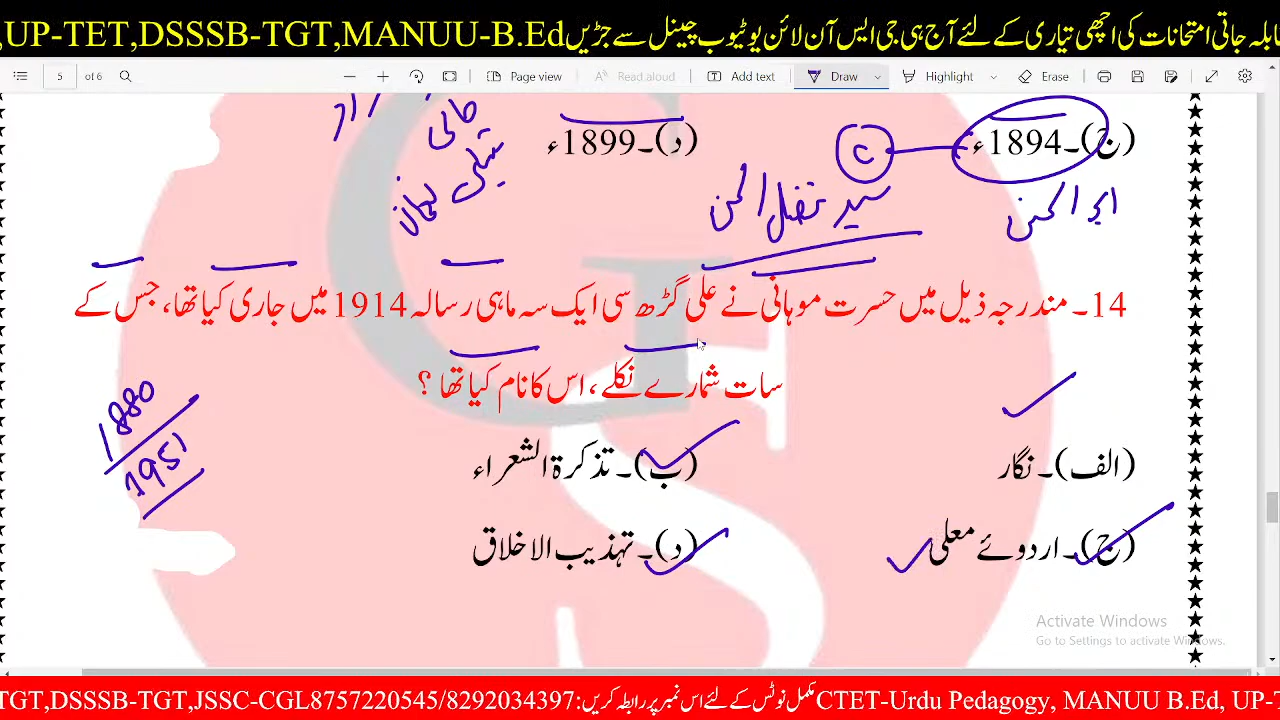 مقابلہ جاتی امتحانات کی اچھی تیاری کے لئے آج ہی جی ایس آن لائن یوٹیوب چینل سے جڑیں UP-TET,DSSSB-TGT,MANUU-B.Ed,
5 of 6 Page view Read aloud Add text Draw Highlight Erase
حالی
شبلی نعمانی
(ج)۔1894ء (د)۔1899ء
C
سید فضل الحسن
ابوالحسن
14۔ مندرجہ ذیل میں حسرت موہانی نے علی گڑھ سی ایک سہ ماہی رسالہ 1914 میں جاری کیا تھا، جس کے
سات شمارے نکلے، اس کا نام کیا تھا ؟
1880
1951
(الف)۔ نگار (ب)۔ تذکرۃ الشعراء
(ج)۔ اردوئے معلی (د)۔ تہذیب الاخلاق
Activate Windows
Go to Settings to activate Windows.
TGT,DSSSB-TGT,JSSC-CGL8757220545/8292034397:مکمل نوٹس کے لئے اس نمبر پر رابطہ کریں CTET-Urdu Pedagogy, MANUU B.Ed, UP-T